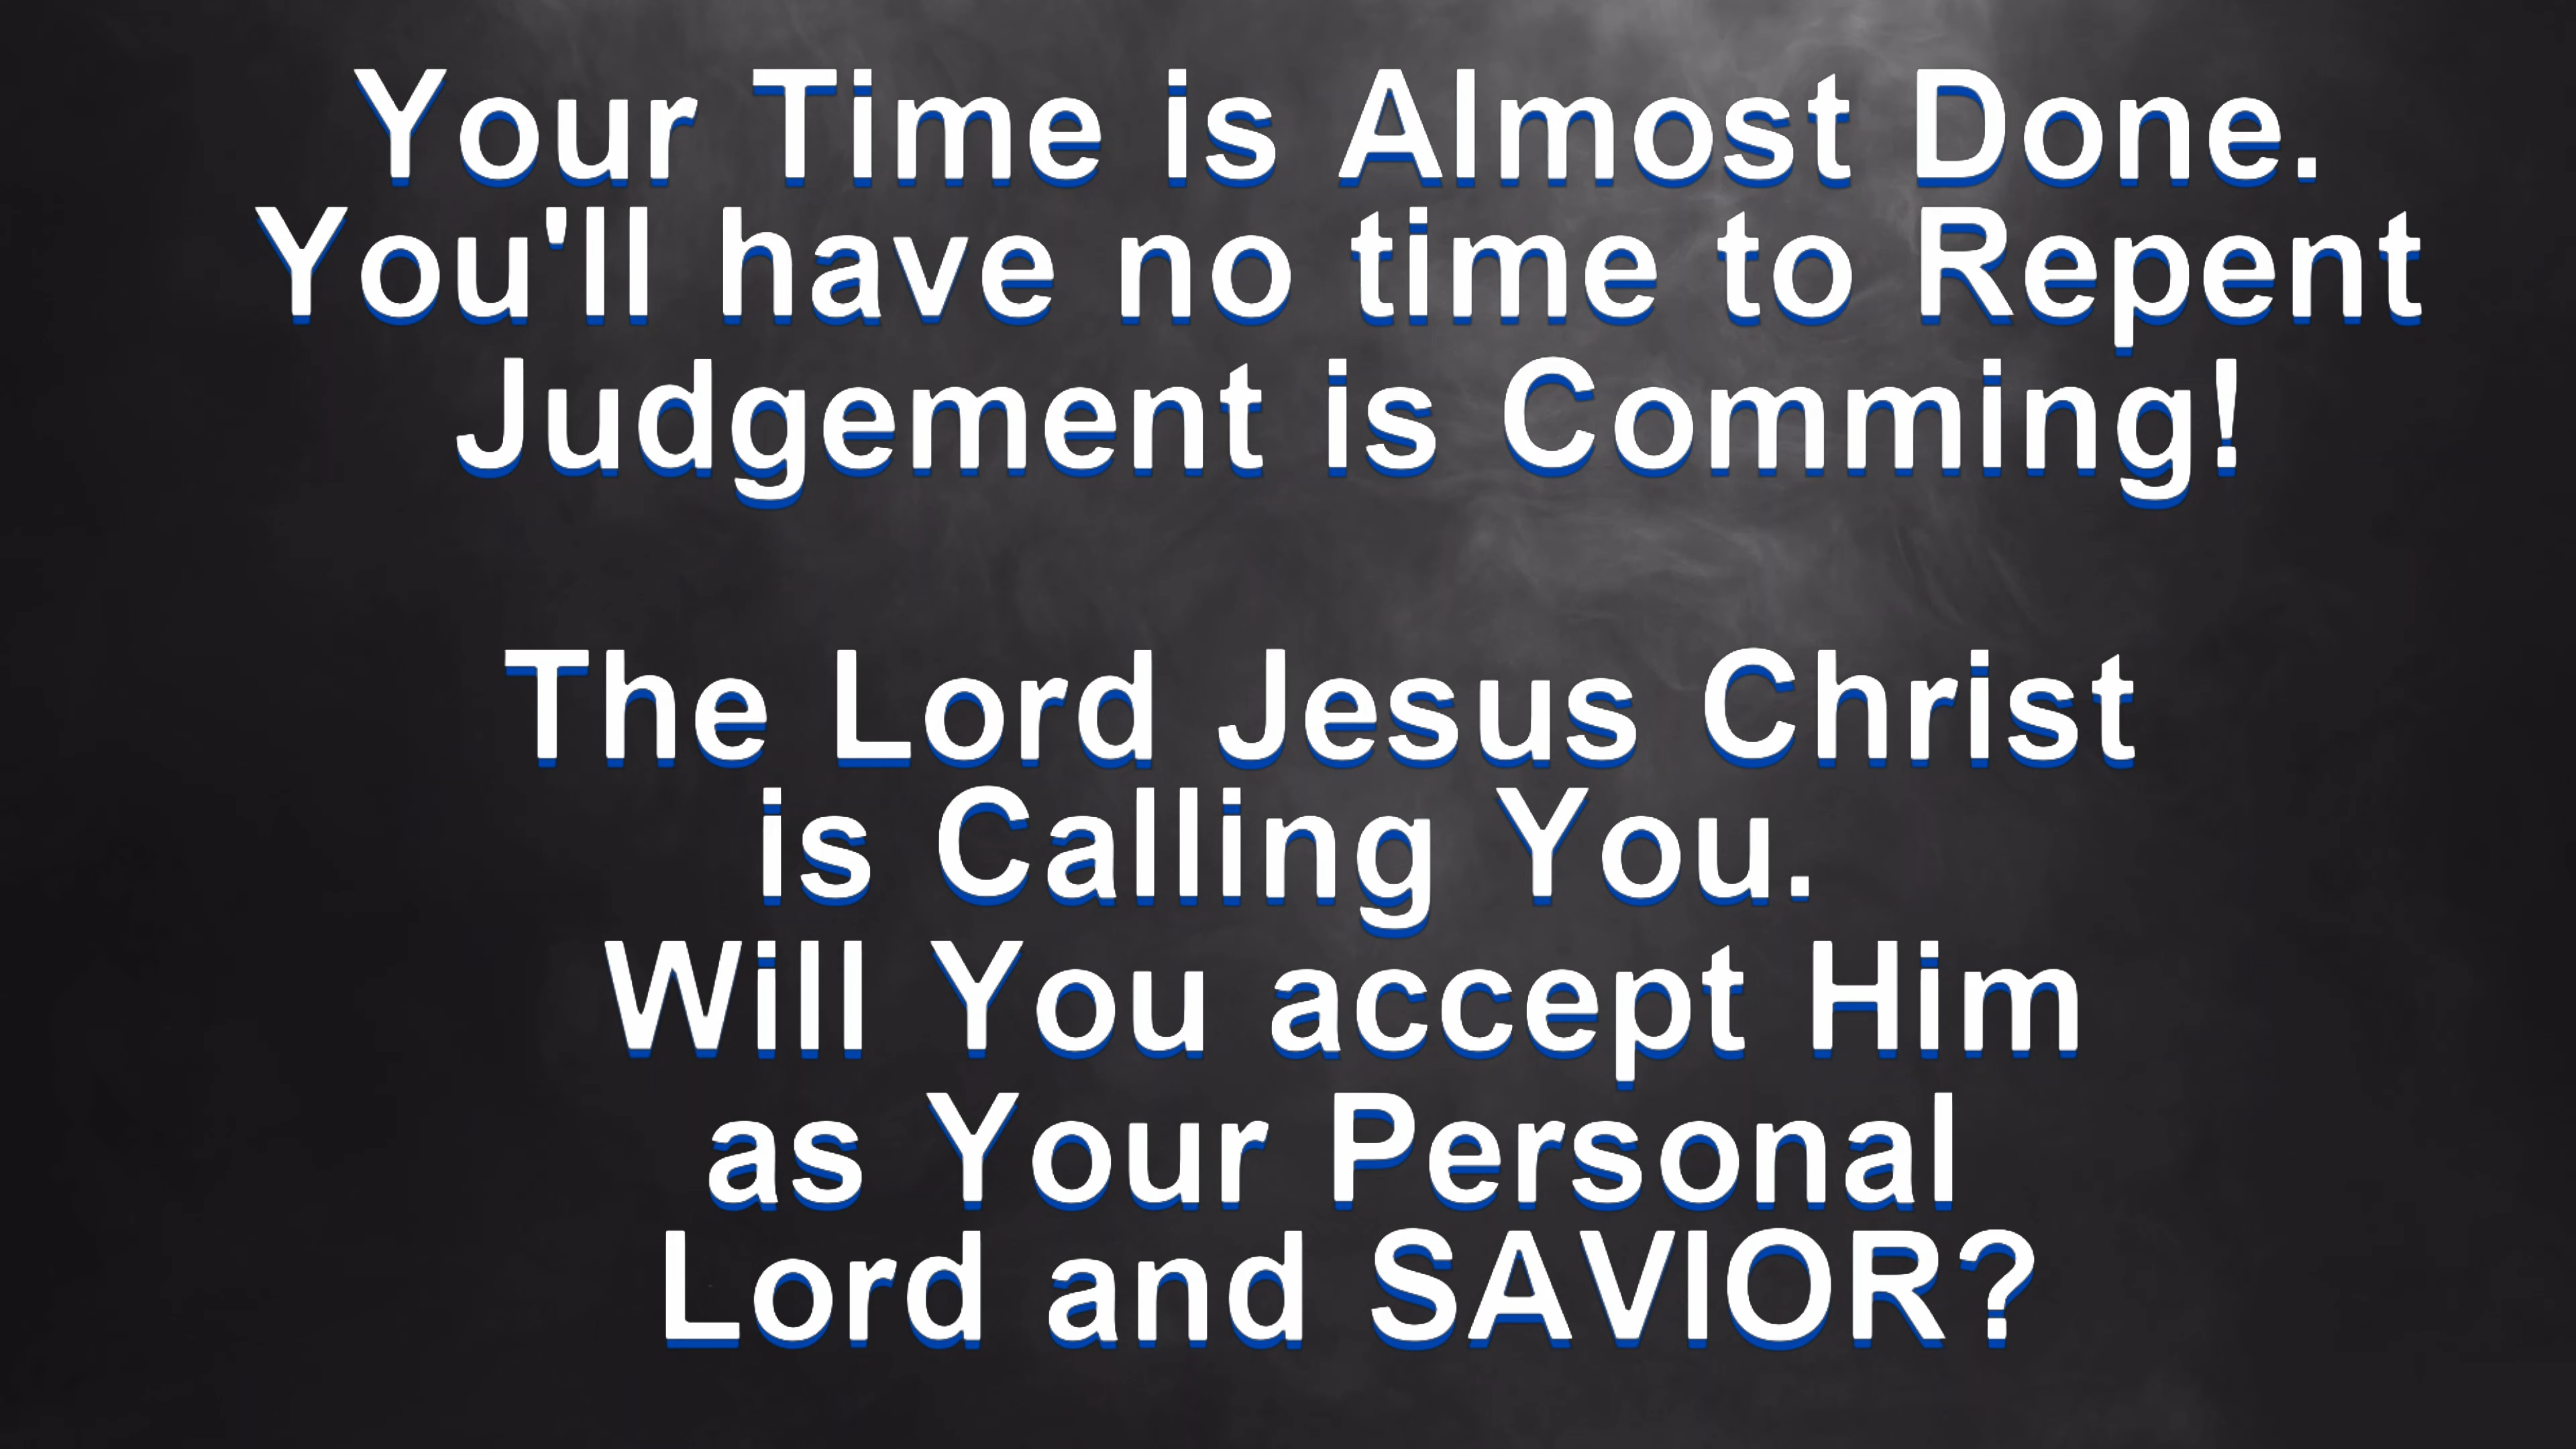 Your Time is Almost Done.
You'll have no time to Repent
Judgement is Comming!
The Lord Jesus Christ
is Calling You.
Will You accept Him
as Your Personal
Lord and SAVIOR?